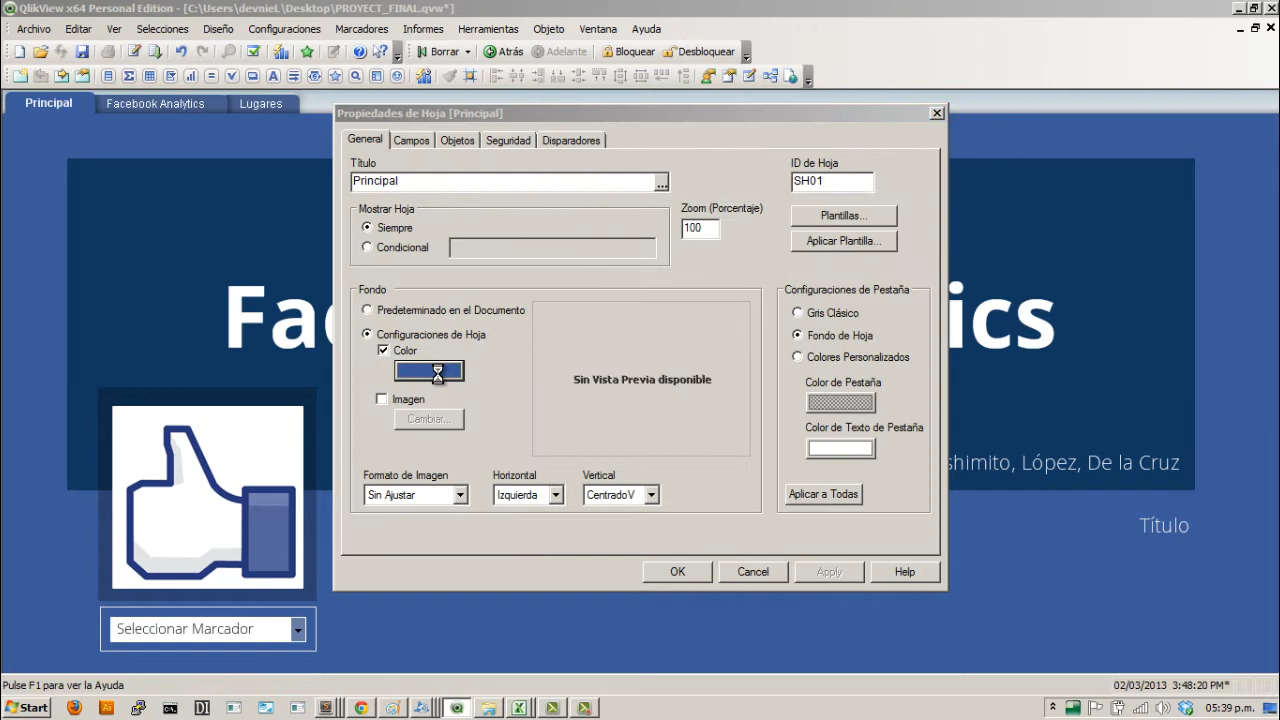 QlikView x64 Personal Edition - [C:\Users\devnieL\Desktop\PROYECT_FINAL.qvw*]
Archivo Editar Ver Selecciones Diseño Configuraciones Marcadores Informes Herramientas Objeto Ventana Ayuda
Borrar Atrás Adelante Bloquear Desbloquear
Principal Facebook Analytics Lugares
Propiedades de Hoja [Principal]
General Campos Objetos Seguridad Disparadores
Título
Principal
...
ID de Hoja
SH01
Mostrar Hoja
Siempre
Condicional
Zoom (Porcentaje)
100
Plantillas...
Aplicar Plantilla...
Fondo
Predeterminado en el Documento
Configuraciones de Hoja
Color
Imagen
Cambiar...
Sin Vista Previa disponible
Formato de Imagen
Sin Ajustar
Horizontal
Izquierda
Vertical
CentradoV
Configuraciones de Pestaña
Gris Clásico
Fondo de Hoja
Colores Personalizados
Color de Pestaña
Color de Texto de Pestaña
Aplicar a Todas
OK Cancel Apply Help
Fa
ics
shimito, López, De la Cruz
Título
Seleccionar Marcador
Pulse F1 para ver la Ayuda
02/03/2013 3:48:20 PM*
Start
DI
05:39 p.m.